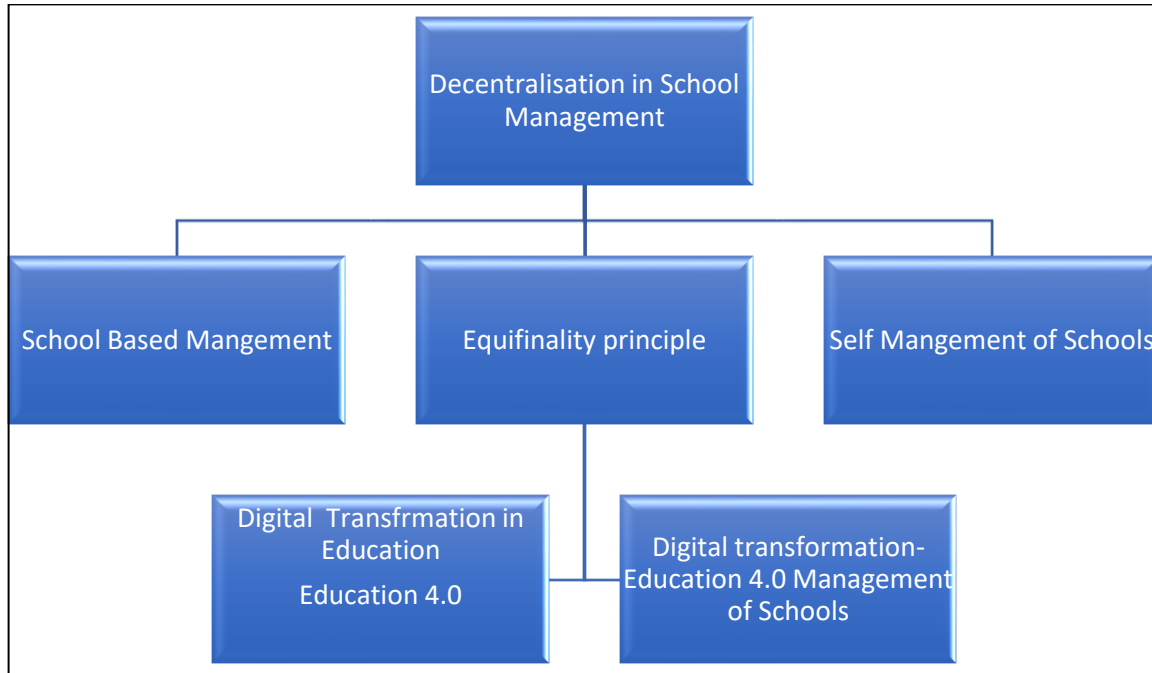 Decentralisation in School
Management
School Based Mangement
Equifinality principle
Self Mangement of Schools
Digital  Transfrmation in
Education
Education 4.0
Digital transformation-
Education 4.0 Management
of Schools